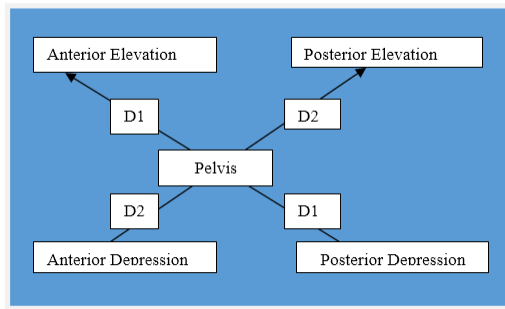 Anterior Elevation
Posterior Elevation
D1
D2
Pelvis
D2
D1
Anterior Depression
Posterior Depression